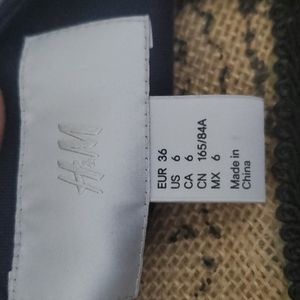 H&M
EUR 36
US 6
CA 6
CN 165/84A
MX 6
Made in
China